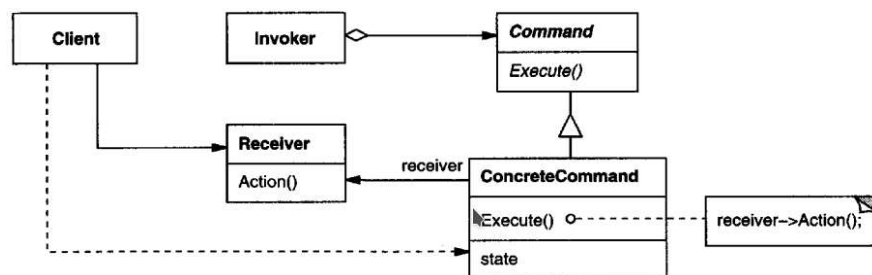 Client
Invoker
Command
Execute()
Receiver
Action()
receiver
ConcreteCommand
Execute()
receiver->Action();
state